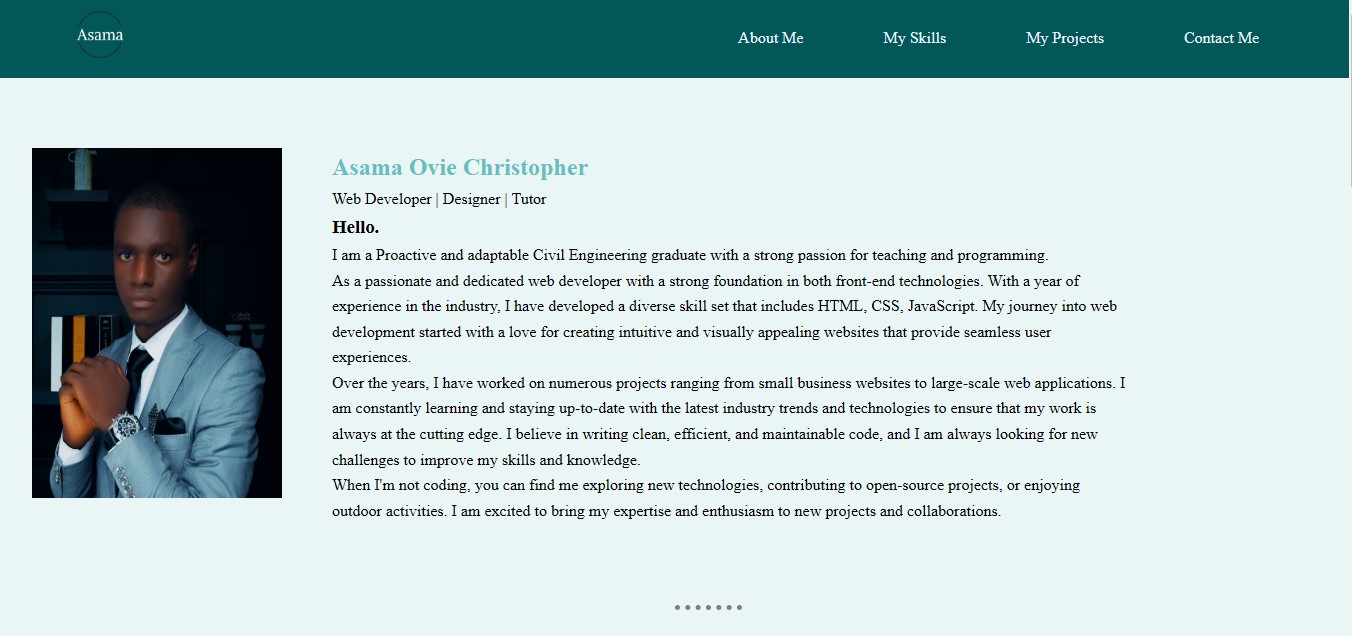 Asama
About Me
My Skills
My Projects
Contact Me
Asama Ovie Christopher
Web Developer | Designer | Tutor
Hello.
I am a Proactive and adaptable Civil Engineering graduate with a strong passion for teaching and programming.
As a passionate and dedicated web developer with a strong foundation in both front-end technologies. With a year of
experience in the industry, I have developed a diverse skill set that includes HTML, CSS, JavaScript. My journey into web
development started with a love for creating intuitive and visually appealing websites that provide seamless user
experiences.
Over the years, I have worked on numerous projects ranging from small business websites to large-scale web applications. I
am constantly learning and staying up-to-date with the latest industry trends and technologies to ensure that my work is
always at the cutting edge. I believe in writing clean, efficient, and maintainable code, and I am always looking for new
challenges to improve my skills and knowledge.
When I'm not coding, you can find me exploring new technologies, contributing to open-source projects, or enjoying
outdoor activities. I am excited to bring my expertise and enthusiasm to new projects and collaborations.